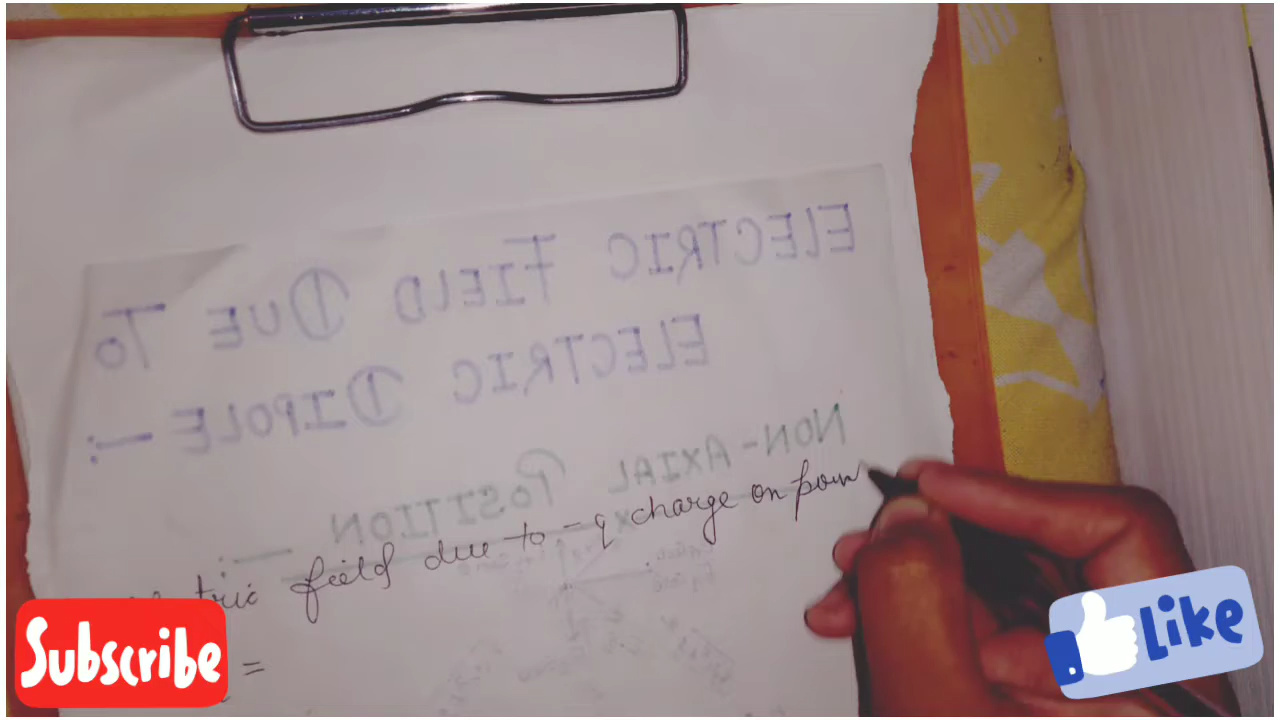 ELECTRIC FIELD DUE TO
ELECTRIC DIPOLE -:
NON-AXIAL POSITION -:
field due to -q charge on poin
=
Subscribe
Like